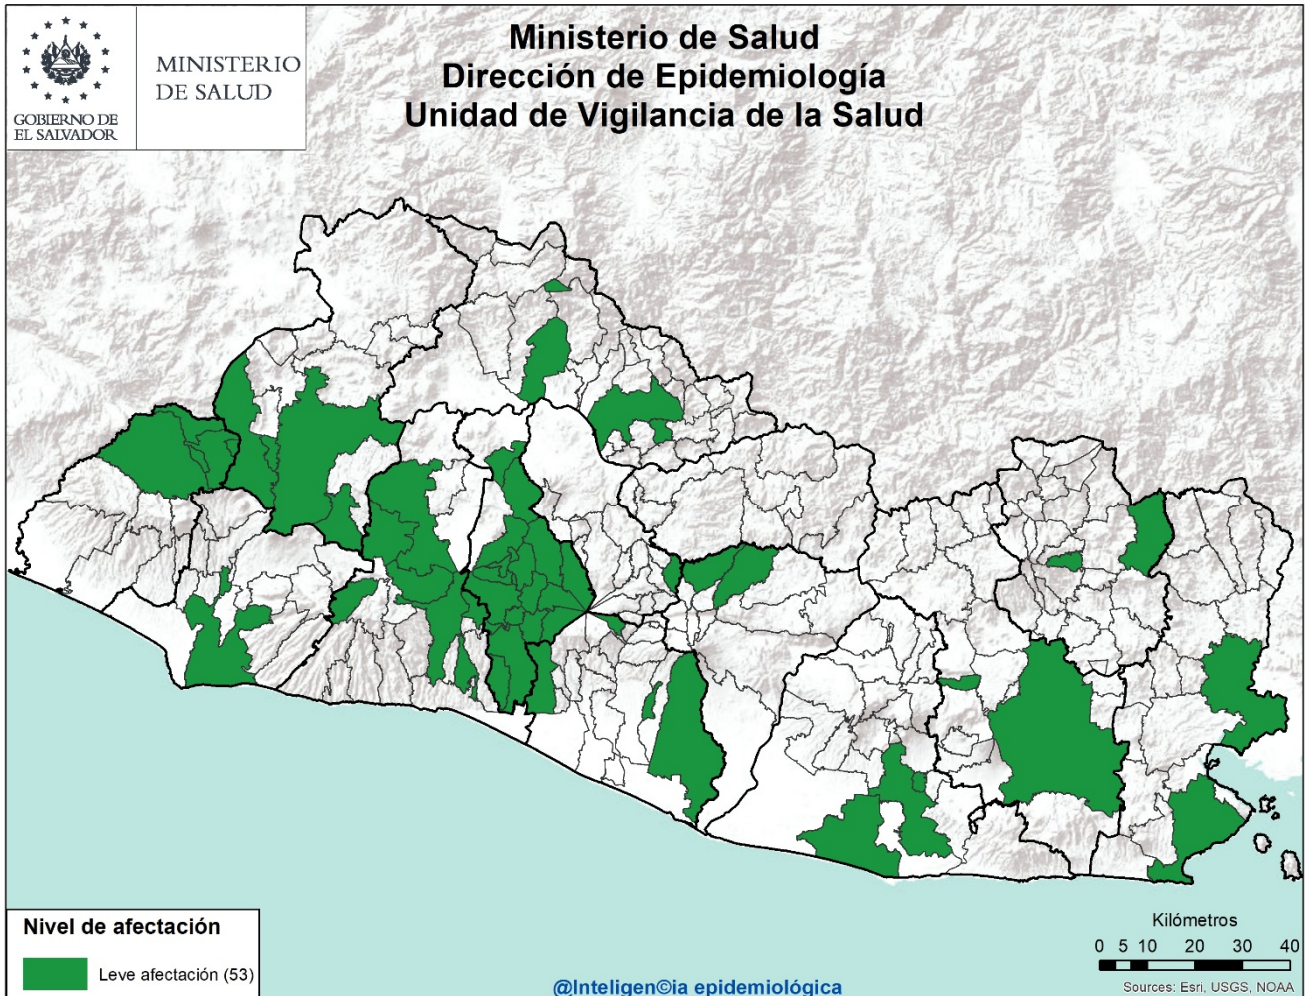 MINISTERIO
DE SALUD
GOBIERNO DE
EL SALVADOR
Ministerio de Salud
Dirección de Epidemiología
Unidad de Vigilancia de la Salud
Nivel de afectación
Leve afectación (53)
@Inteligen©ia epidemiológica
Kilómetros
0 5 10 20 30 40
Sources: Esri, USGS, NOAA